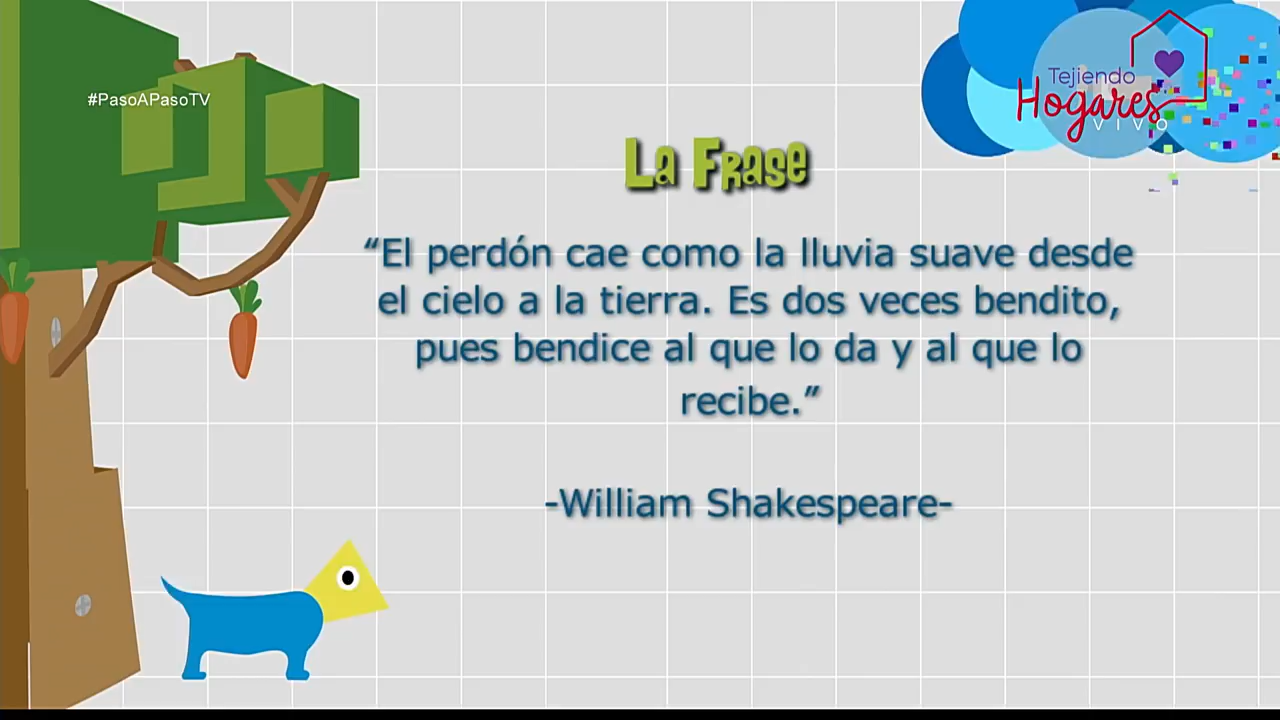 #PasoAPasoTV
Tejiendo
Hogares
VIVO
La Frase
“El perdón cae como la lluvia suave desde
el cielo a la tierra. Es dos veces bendito,
pues bendice al que lo da y al que lo
recibe.”
-William Shakespeare-